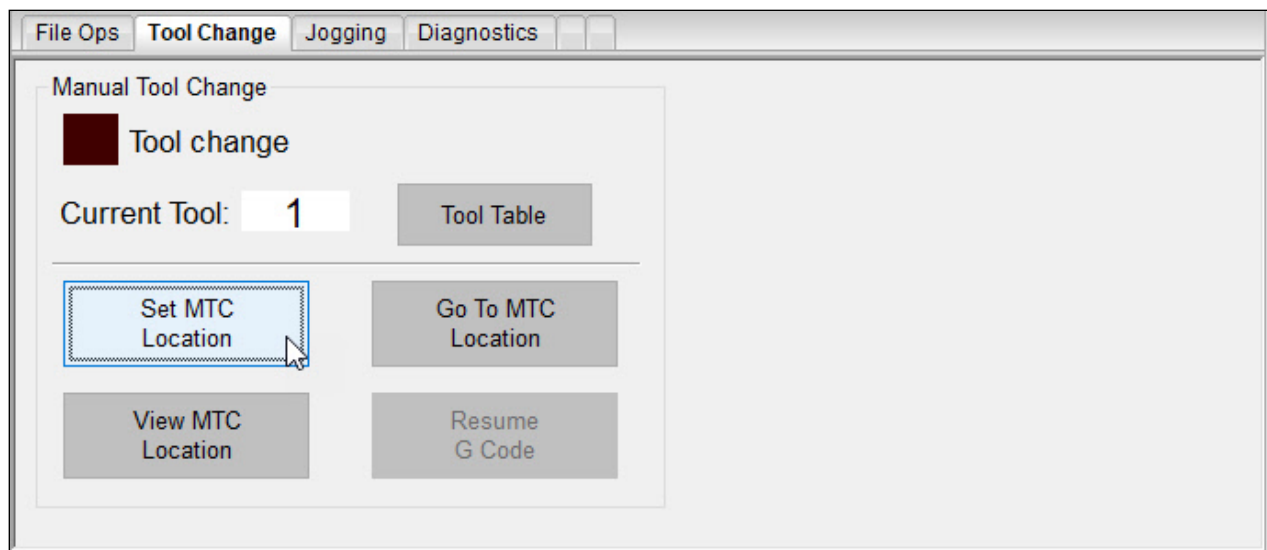 File Ops Tool Change Jogging Diagnostics
Manual Tool Change
Tool change
Current Tool: 1 Tool Table
Set MTC
Location
Go To MTC
Location
View MTC
Location
Resume
G Code